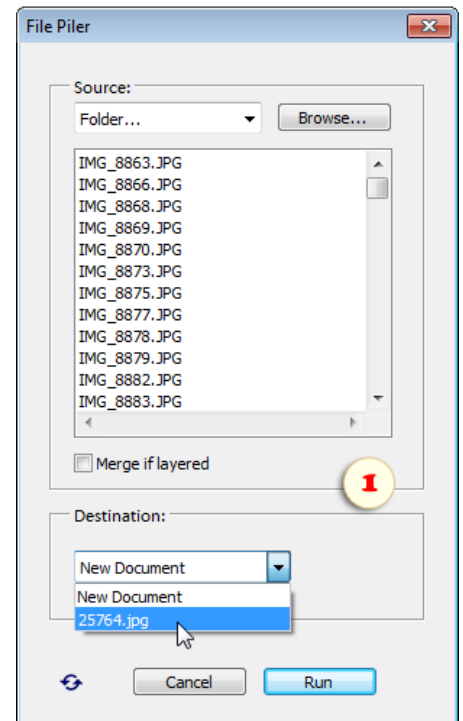 File Piler
Source:
Folder...
Browse...
IMG_8863.JPG
IMG_8866.JPG
IMG_8868.JPG
IMG_8869.JPG
IMG_8870.JPG
IMG_8873.JPG
IMG_8875.JPG
IMG_8877.JPG
IMG_8878.JPG
IMG_8879.JPG
IMG_8882.JPG
IMG_8883.JPG
Merge if layered
1
Destination:
New Document
New Document
25764.jpg
Cancel
Run